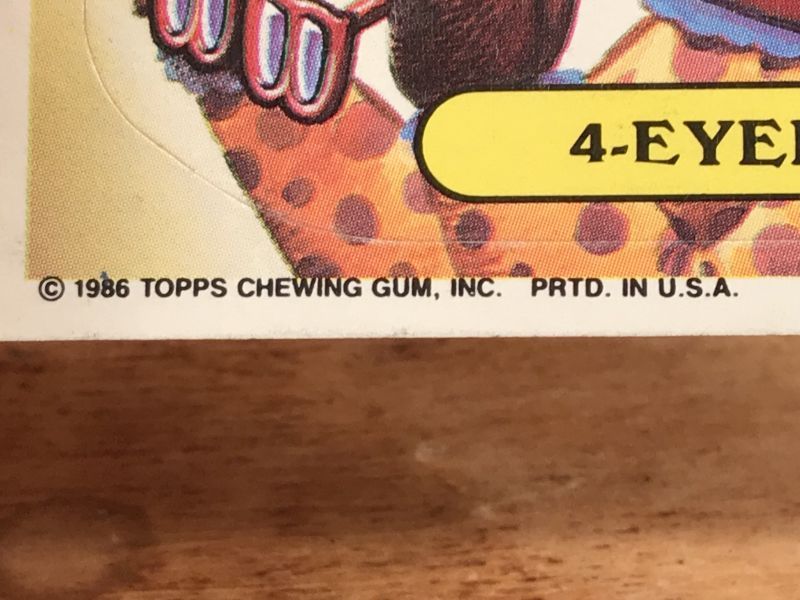 4-EYE
© 1986 TOPPS CHEWING GUM, INC. PRTD. IN U.S.A.